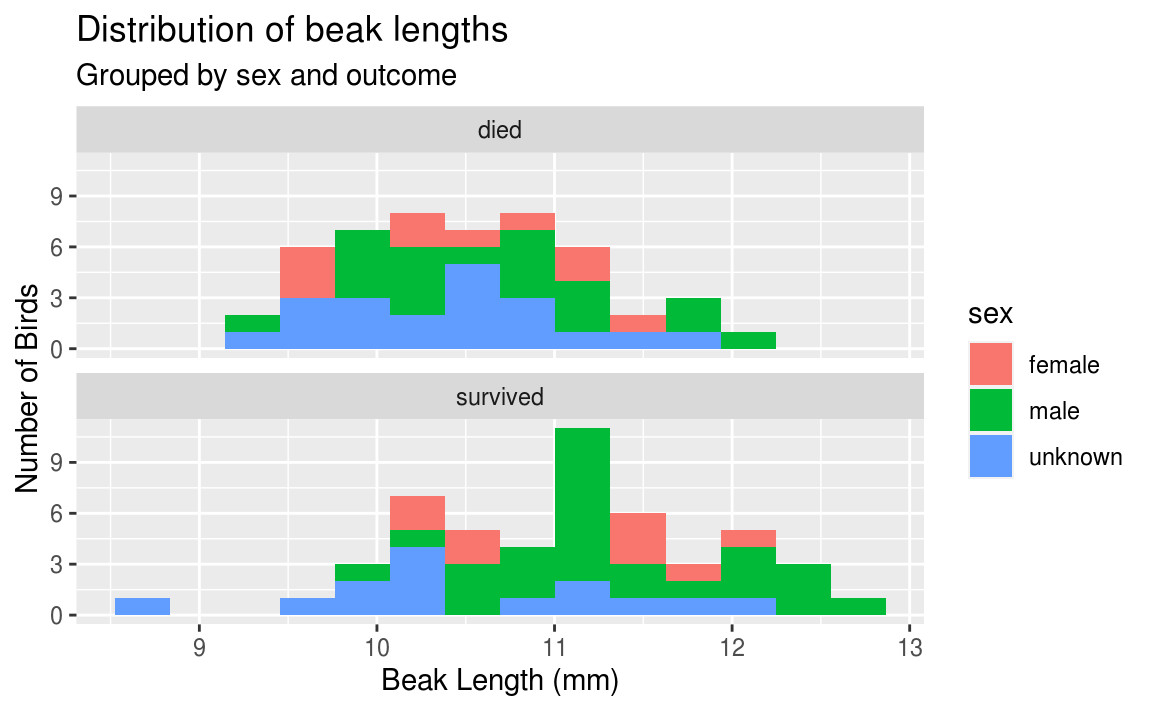 Distribution of beak lengths
Grouped by sex and outcome
died
9
6
3
0
survived
9
6
3
0
9 10 11 12 13
Beak Length (mm)
Number of Birds
sex
female
male
unknown